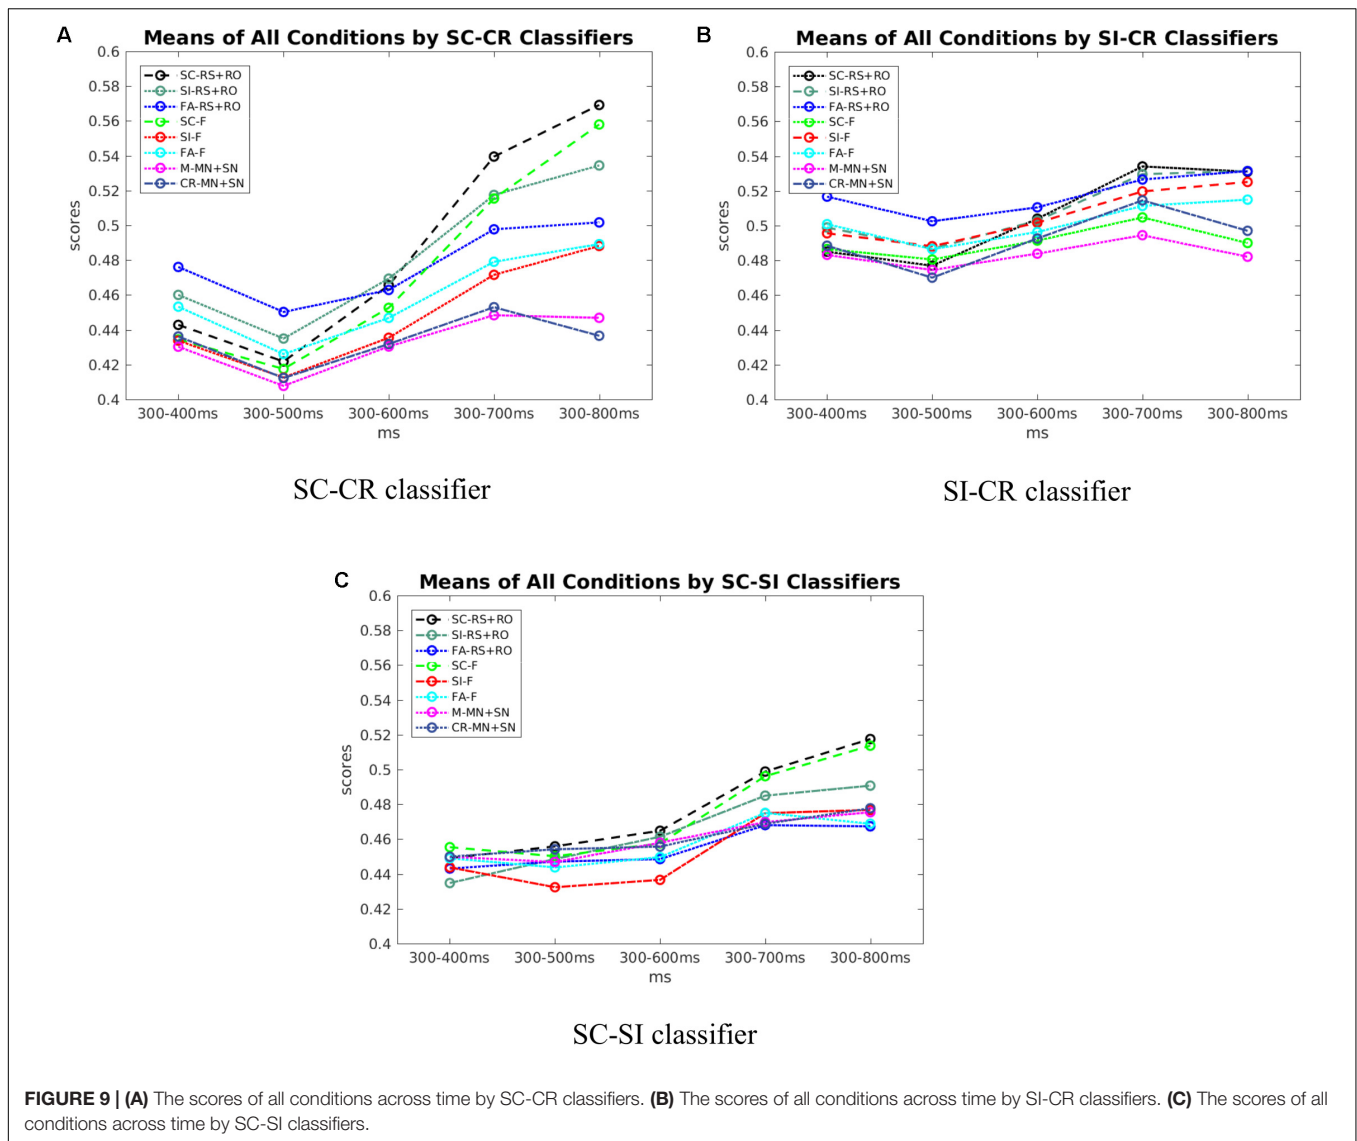 A
Means of All Conditions by SC-CR Classifiers
0.6
0.58
0.56
0.54
0.52
0.5
0.48
0.46
0.44
0.42
0.4
scores
SC-RS+RO
SI-RS+RO
FA-RS+RO
SC-F
SI-F
FA-F
M-MN+SN
CR-MN+SN
300-400ms 300-500ms 300-600ms 300-700ms 300-800ms
ms
SC-CR classifier
B
Means of All Conditions by SI-CR Classifiers
0.6
0.58
0.56
0.54
0.52
0.5
0.48
0.46
0.44
0.42
0.4
scores
SC-RS+RO
SI-RS+RO
FA-RS+RO
SC-F
SI-F
FA-F
M-MN+SN
CR-MN+SN
300-400ms 300-500ms 300-600ms 300-700ms 300-800ms
ms
SI-CR classifier
C
Means of All Conditions by SC-SI Classifiers
0.6
0.58
0.56
0.54
0.52
0.5
0.48
0.46
0.44
0.42
0.4
scores
SC-RS+RO
SI-RS+RO
FA-RS+RO
SC-F
SI-F
FA-F
M-MN+SN
CR-MN+SN
300-400ms 300-500ms 300-600ms 300-700ms 300-800ms
ms
SC-SI classifier
FIGURE 9 | (A) The scores of all conditions across time by SC-CR classifiers. (B) The scores of all conditions across time by SI-CR classifiers. (C) The scores of all
conditions across time by SC-SI classifiers.